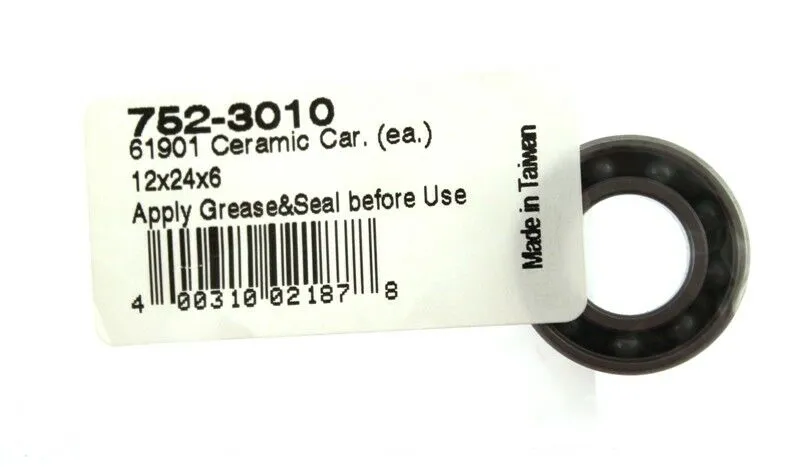 752-3010
61901 Ceramic Car. (ea.)
12x24x6
Apply Grease&Seal before Use
4 00310 02187 8
Made in Taiwan